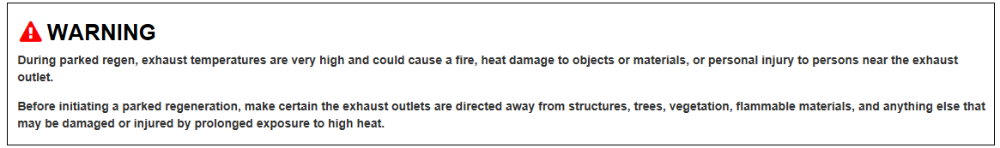 WARNING
During parked regen, exhaust temperatures are very high and could cause a fire, heat damage to objects or materials, or personal injury to persons near the exhaust
outlet.
Before initiating a parked regeneration, make certain the exhaust outlets are directed away from structures, trees, vegetation, flammable materials, and anything else that
may be damaged or injured by prolonged exposure to high heat.